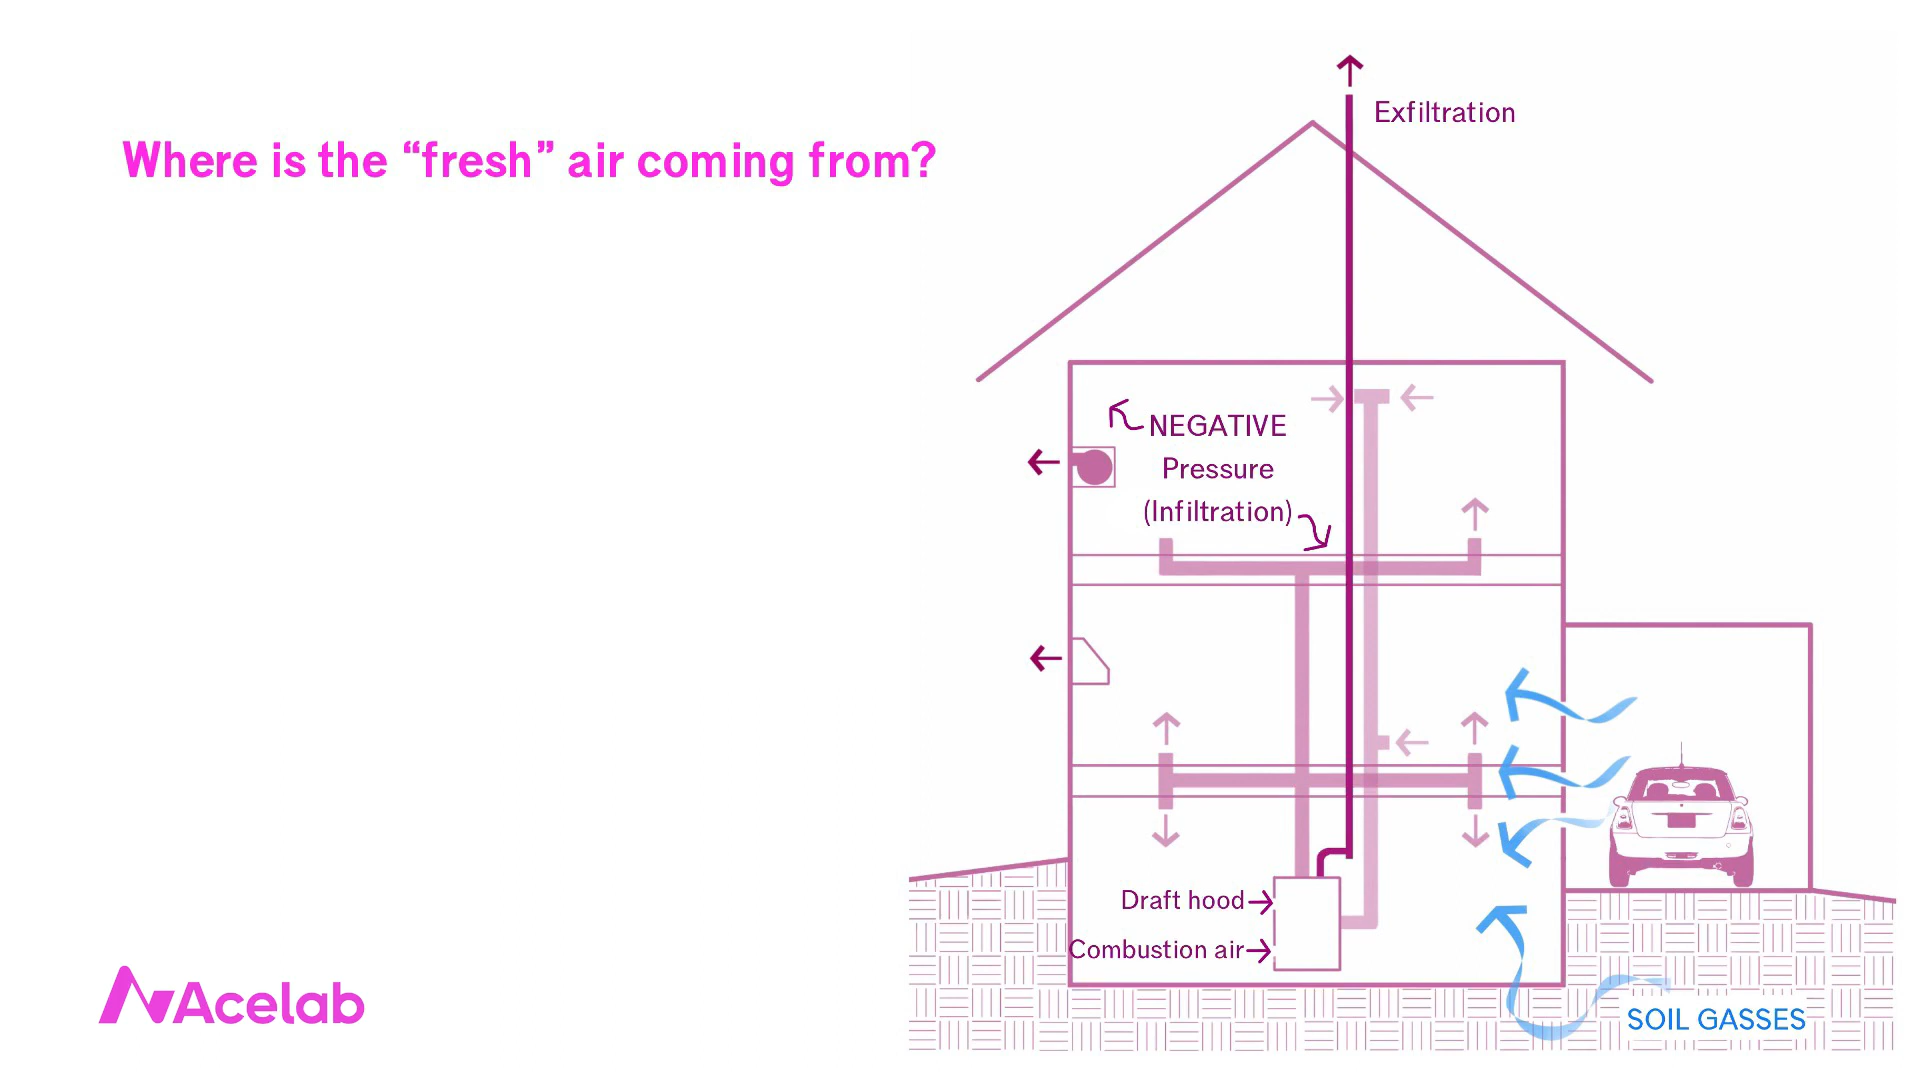 Where is the “fresh” air coming from?
Exfiltration
NEGATIVE
Pressure
(Infiltration)
Draft hood
Combustion air
SOIL GASSES
Acelab